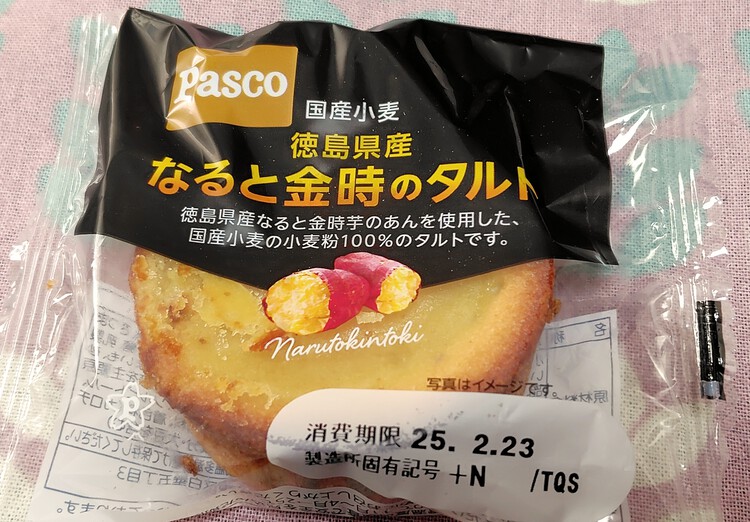 Pasco
国産小麦
徳島県産
なると金時のタルト
徳島県産なると金時芋のあんを使用した、
国産小麦の小麦粉100%のタルトです。
Narutokintoki
写真はイメージです
消費期限 25. 2.23
製造所固有記号 +N /TQS